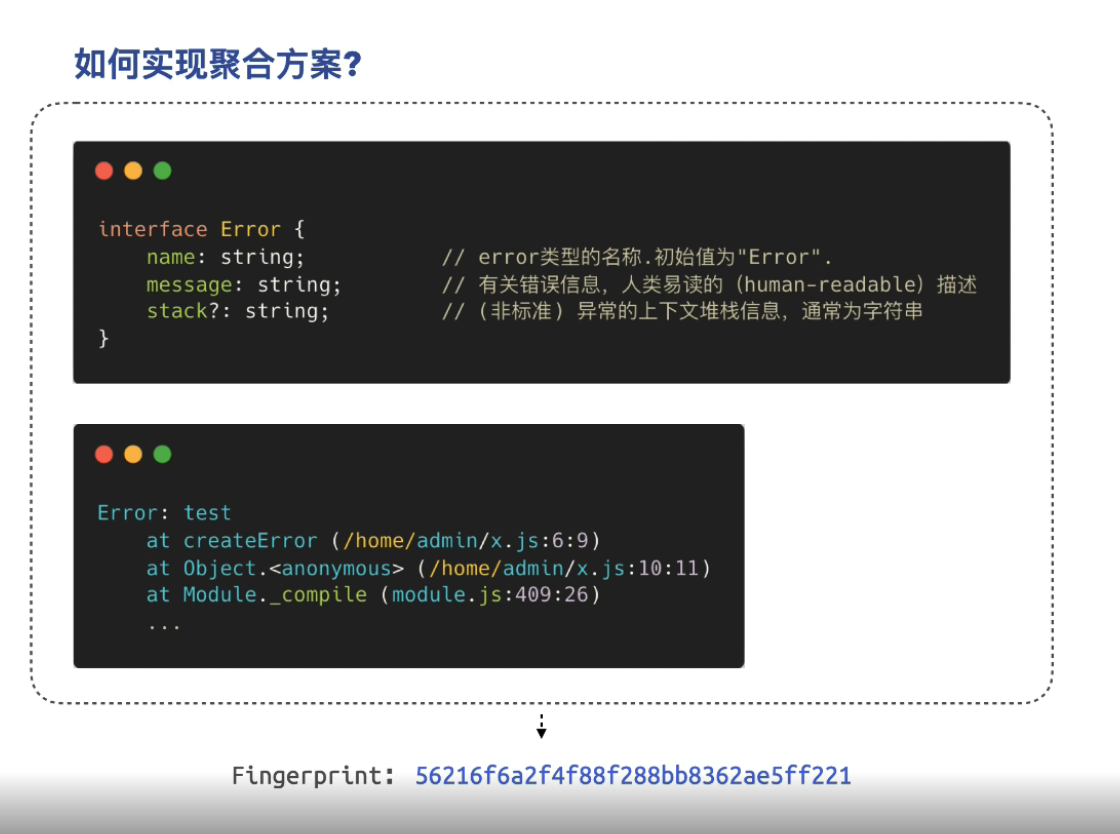 如何实现聚合方案?
interface Error {
name: string; // error类型的名称.初始值为"Error".
message: string; // 有关错误信息，人类易读的（human-readable）描述
stack?: string; // (非标准) 异常的上下文堆栈信息，通常为字符串
}
Error: test
at createError (/home/admin/x.js:6:9)
at Object.<anonymous> (/home/admin/x.js:10:11)
at Module._compile (module.js:409:26)
...
Fingerprint: 56216f6a2f4f88f288bb8362ae5ff221